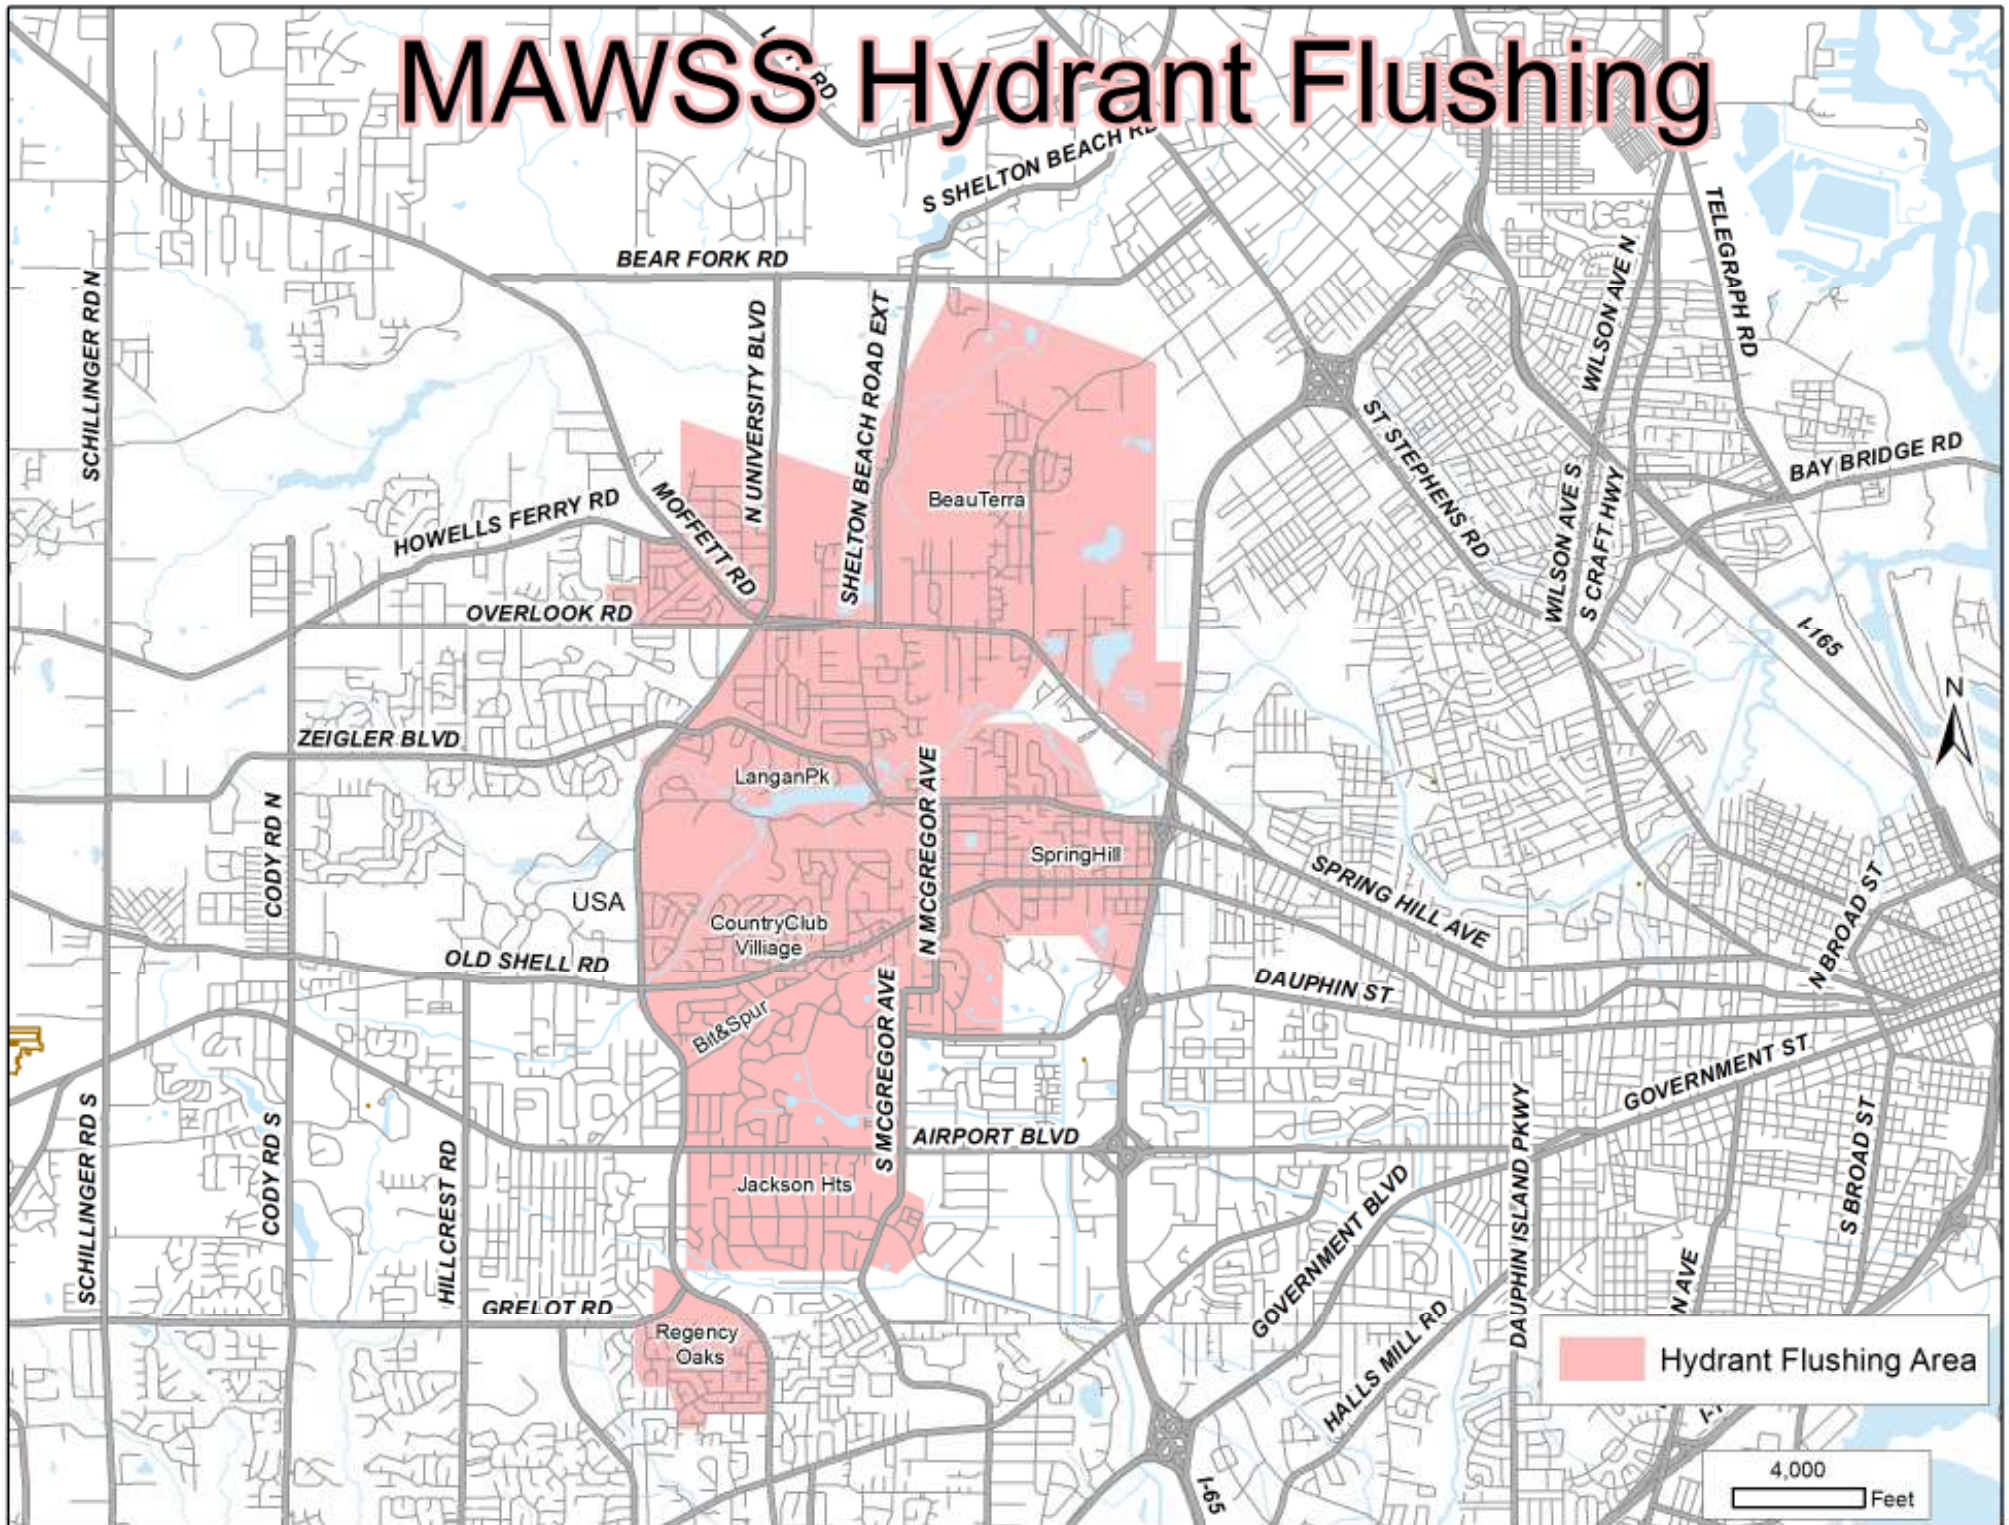 MAWSS Hydrant Flushing
S SHELTON BEACH RD
BEAR FORK RD
TELEGRAPH RD
WILSON AVE N
SCHILLINGER RD N
N UNIVERSITY BLVD
SHELTON BEACH ROAD EXT
ST STEPHENS RD
BAY BRIDGE RD
BeauTerra
HOWELLS FERRY RD
MOFFETT RD
WILSON AVE S
S CRAFT HWY
OVERLOOK RD
I-165
N
ZEIGLER BLVD
LanganPk
N MCGREGOR AVE
CODY RD N
SpringHill
SPRING HILL AVE
N BROAD ST
USA
CountryClub
Villiage
OLD SHELL RD
DAUPHIN ST
Bit&Spur
S MCGREGOR AVE
GOVERNMENT ST
SCHILLINGER RD S
CODY RD S
HILLCREST RD
AIRPORT BLVD
DAUPHIN ISLAND PKWY
S BROAD ST
Jackson Hts
GOVERNMENT BLVD
N AVE
GRELOT RD
Regency
Oaks
HALLS MILL RD
Hydrant Flushing Area
I-65
4,000
Feet